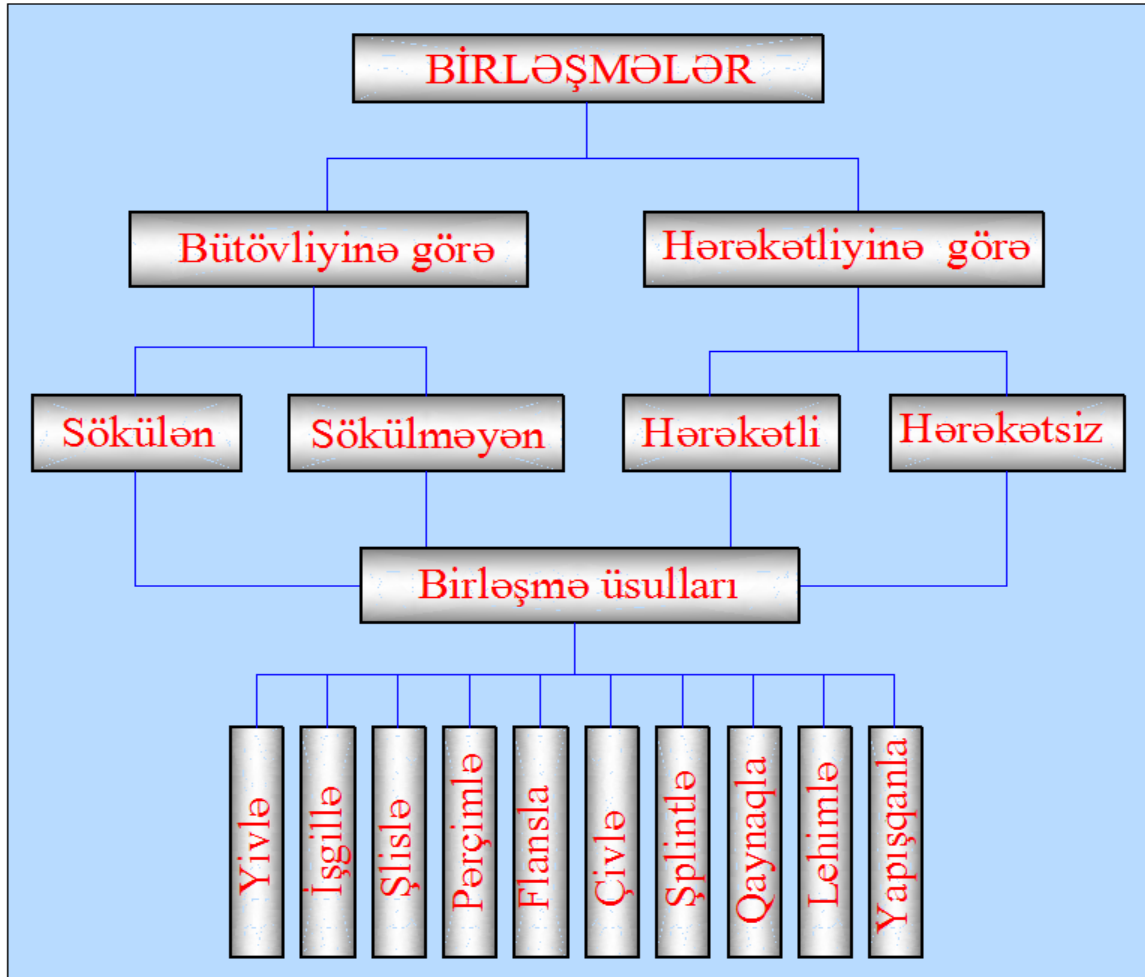 BİRLƏŞMƏLƏR
Bütövliyinə görə
Hərəkətliyinə görə
Sökülən
Sökülməyən
Hərəkətli
Hərəkətsiz
Birləşmə üsulları
Yivlə
İşgillə
Şlislə
Pərçimlə
Flansla
Çivlə
Şplintlə
Qaynaqla
Lehimlə
Yapışqanla